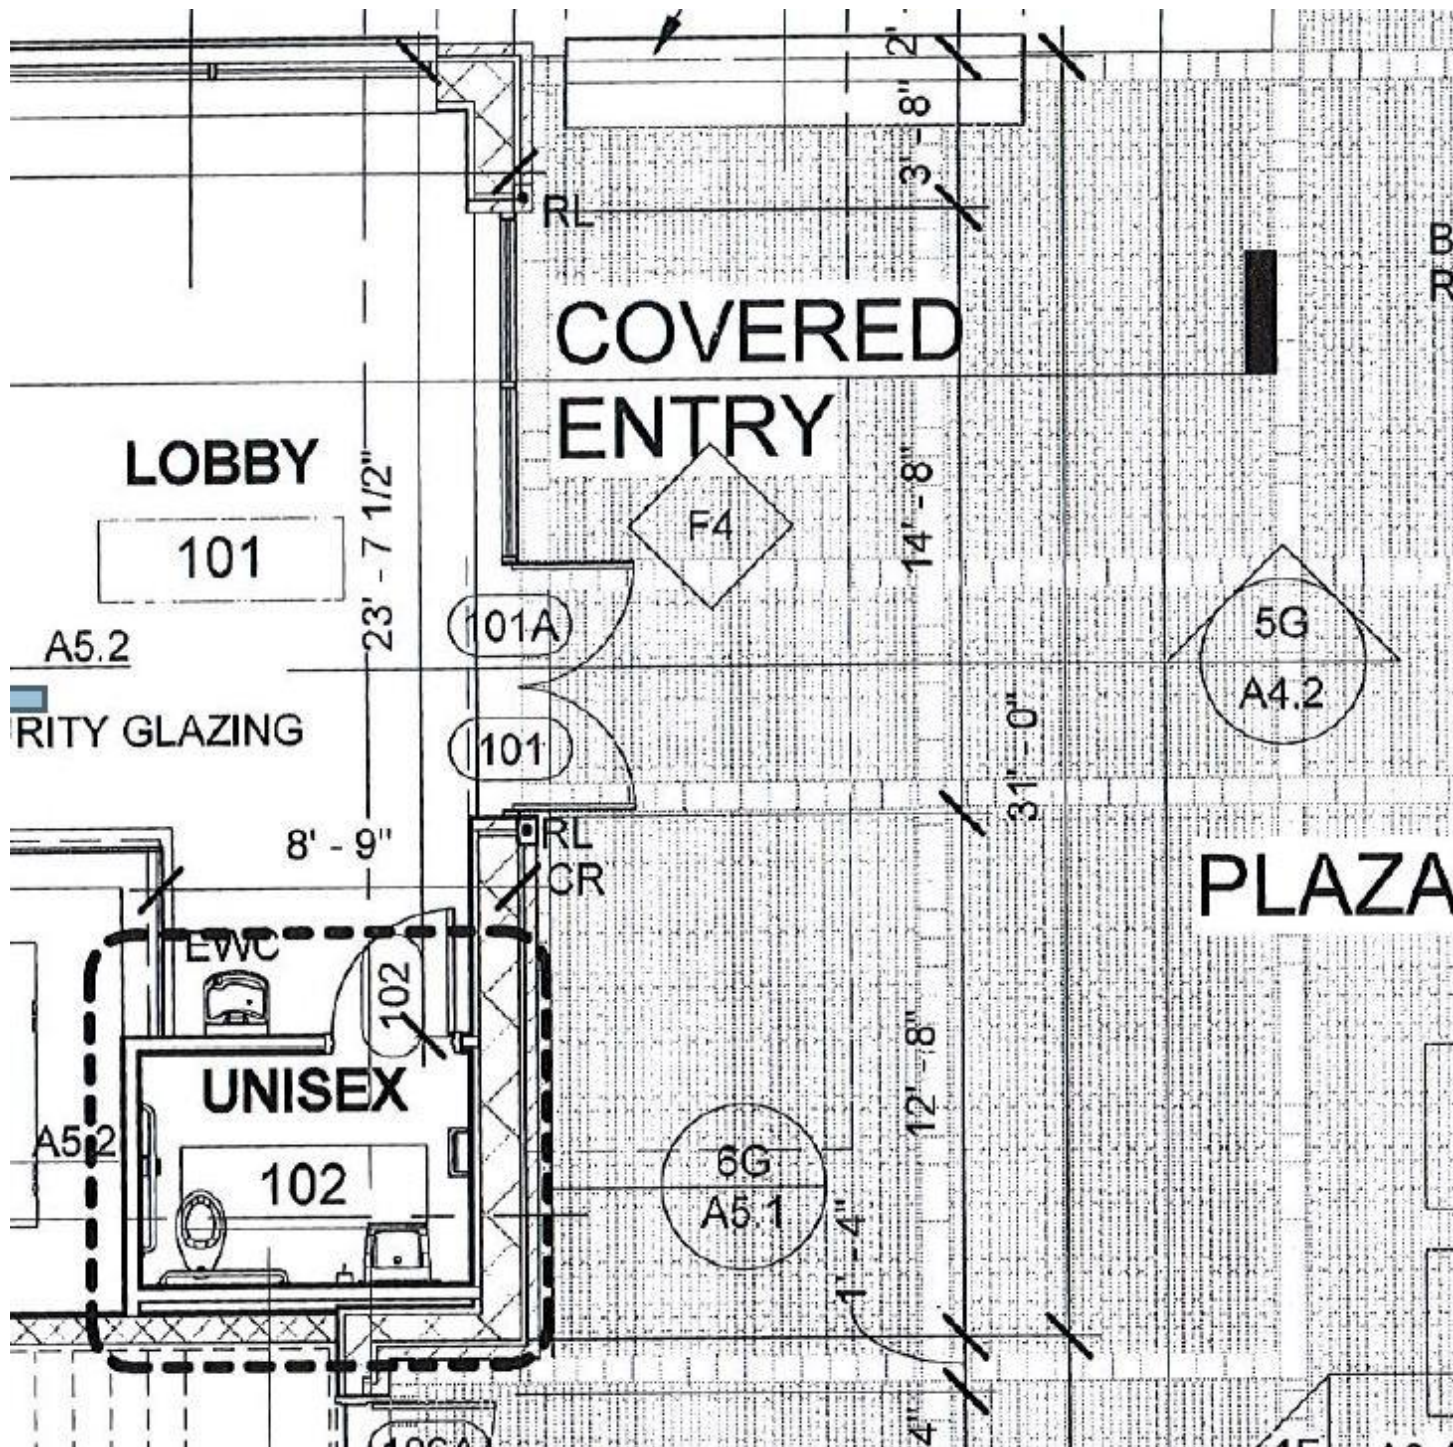 2'
3' - 8"
RL
B
R
COVERED
ENTRY
LOBBY
101
23' - 7 1/2"
F4
14' - 8"
101A
5G
A4.2
A5.2
RITY GLAZING
101
31' - 0"
8' - 9"
RL
CR
PLAZA
EWC
102
UNISEX
12' - 8"
A5.2
102
6G
A5.1
1' - 4"
4"